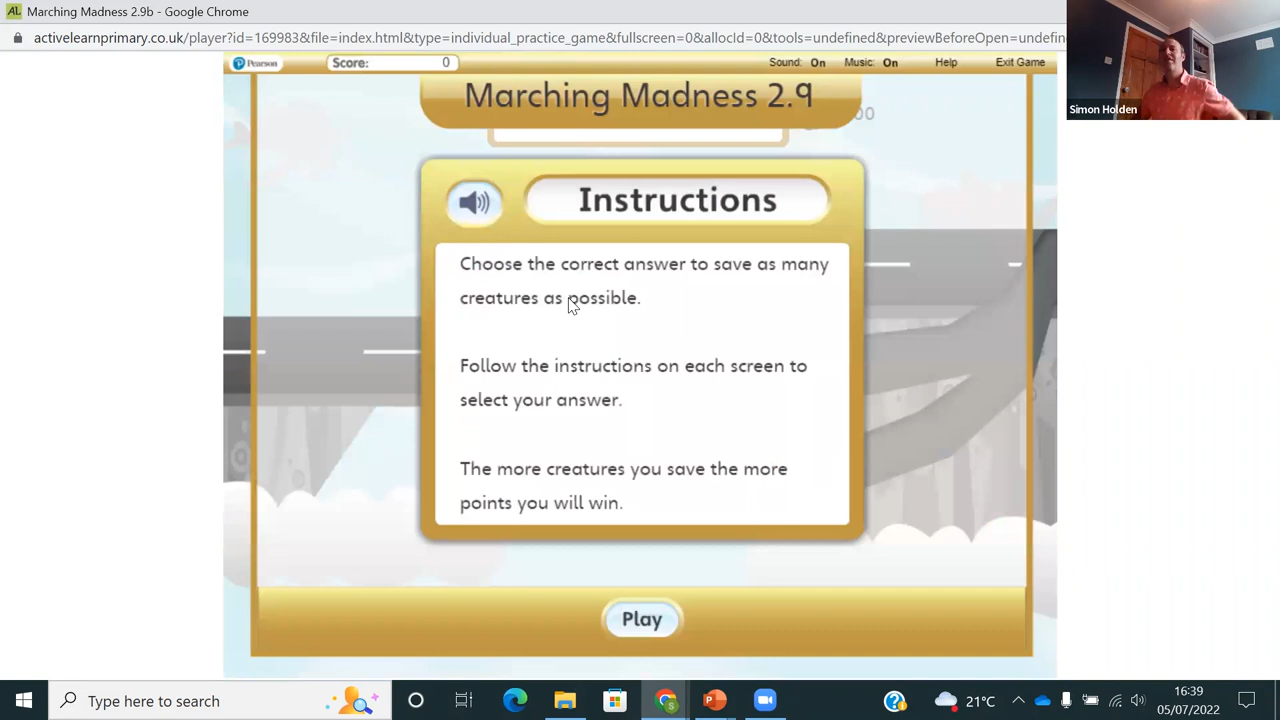 Marching Madness 2.9b - Google Chrome
activelearnprimary.co.uk/player?id=169983&file=index.html&type=individual_practice_game&fullscreen=0&allocId=0&tools=undefined&previewBeforeOpen=undefin
Pearson Score: 0 Sound: On Music: On Help Exit Game
Simon Holden
Marching Madness 2.9
Instructions
Choose the correct answer to save as many
creatures as possible.
Follow the instructions on each screen to
select your answer.
The more creatures you save the more
points you will win.
Play
Type here to search
21°C
16:39
05/07/2022